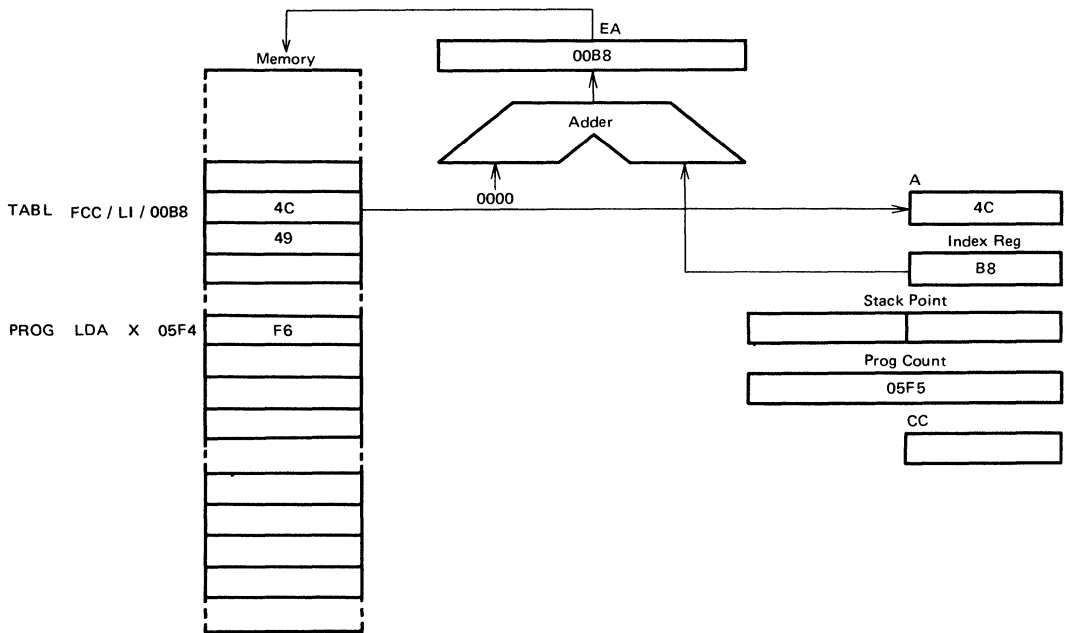 EA
00B8
Memory
Adder
0000
A
TABL FCC / LI / 00B8
4C
4C
49
Index Reg
B8
Stack Point
PROG LDA X 05F4
F6
Prog Count
05F5
CC